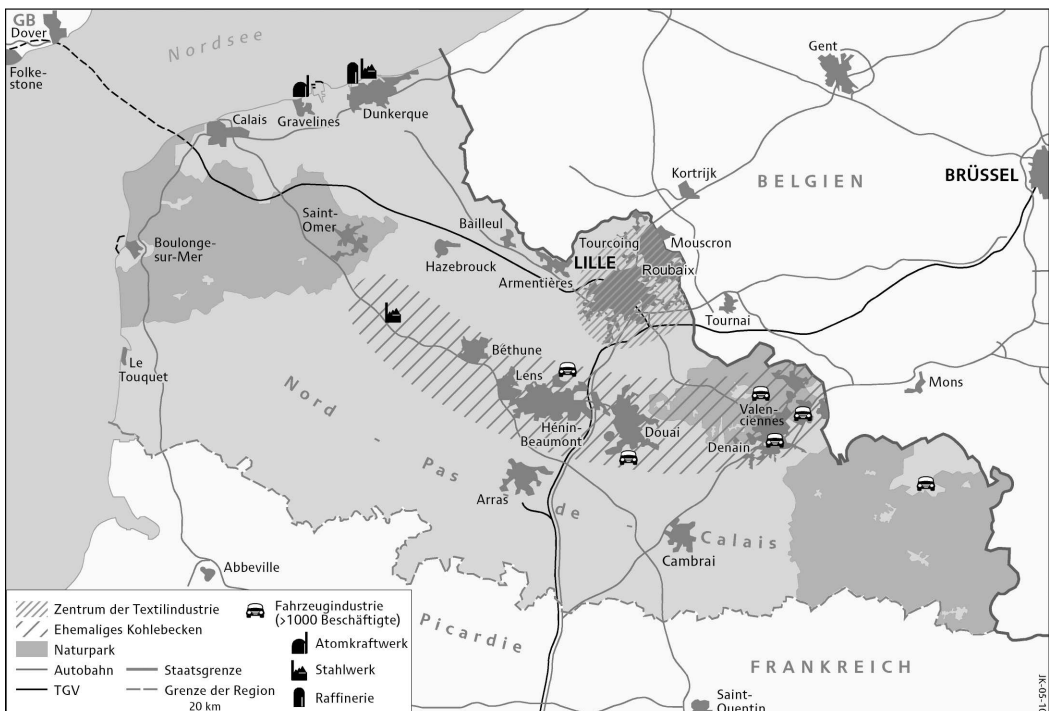 GB
Dover
Folke-
stone
Nordsee
Calais
Gravelines
Dunkerque
Gent
Kortrijk
BELGIEN
BRÜSSEL
Saint-
Omer
Boulonge-
sur-Mer
Hazebrouck
Bailleul
Armentières
Tourcoing
LILLE
Mouscron
Roubaix
Tournai
Mons
Le
Touquet
Béthune
Lens
Hénin-
Beaumont
Douai
Valen-
ciennes
Denain
Nord
-
Pas
de
-
Calais
Arras
Cambrai
Abbeville
Picardie
FRANKREICH
Saint-
Quentin
Zentrum der Textilindustrie
Ehemaliges Kohlebecken
Naturpark
Autobahn
TGV
Staatsgrenze
Grenze der Region
20 km
Fahrzeugindustrie
(>1000 Beschäftigte)
Atomkraftwerk
Stahlwerk
Raffinerie